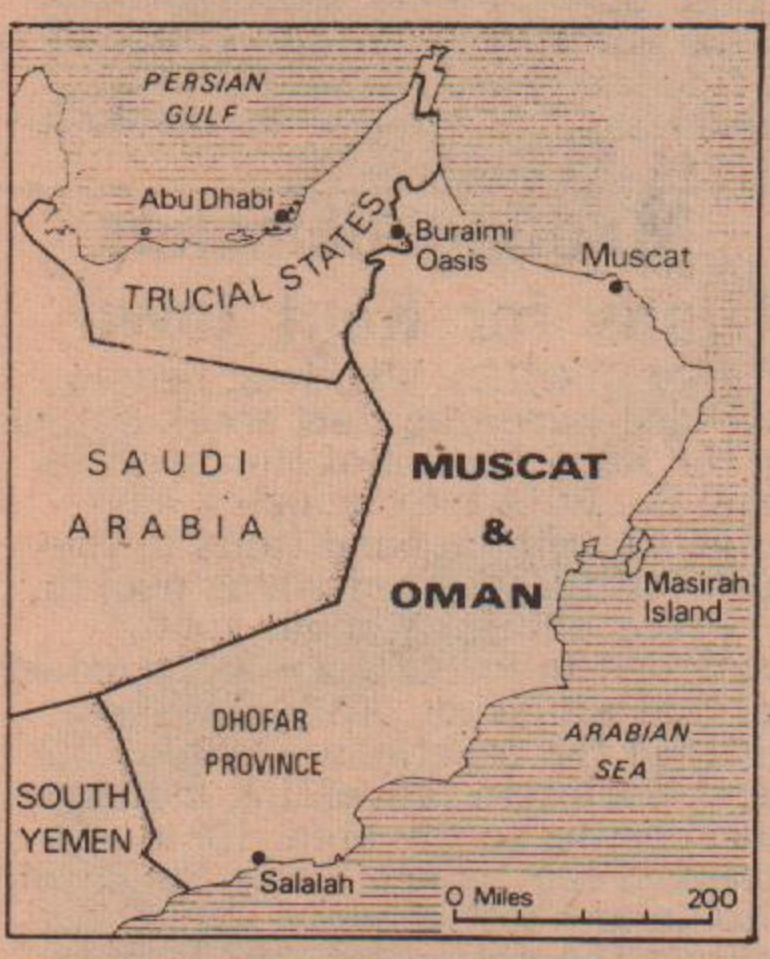 PERSIAN
GULF
Abu Dhabi
TRUCIAL STATES
Buraimi
Oasis
Muscat
SAUDI
ARABIA
MUSCAT
&
OMAN
Masirah
Island
DHOFAR
PROVINCE
ARABIAN
SEA
SOUTH
YEMEN
Salalah
0 Miles 200